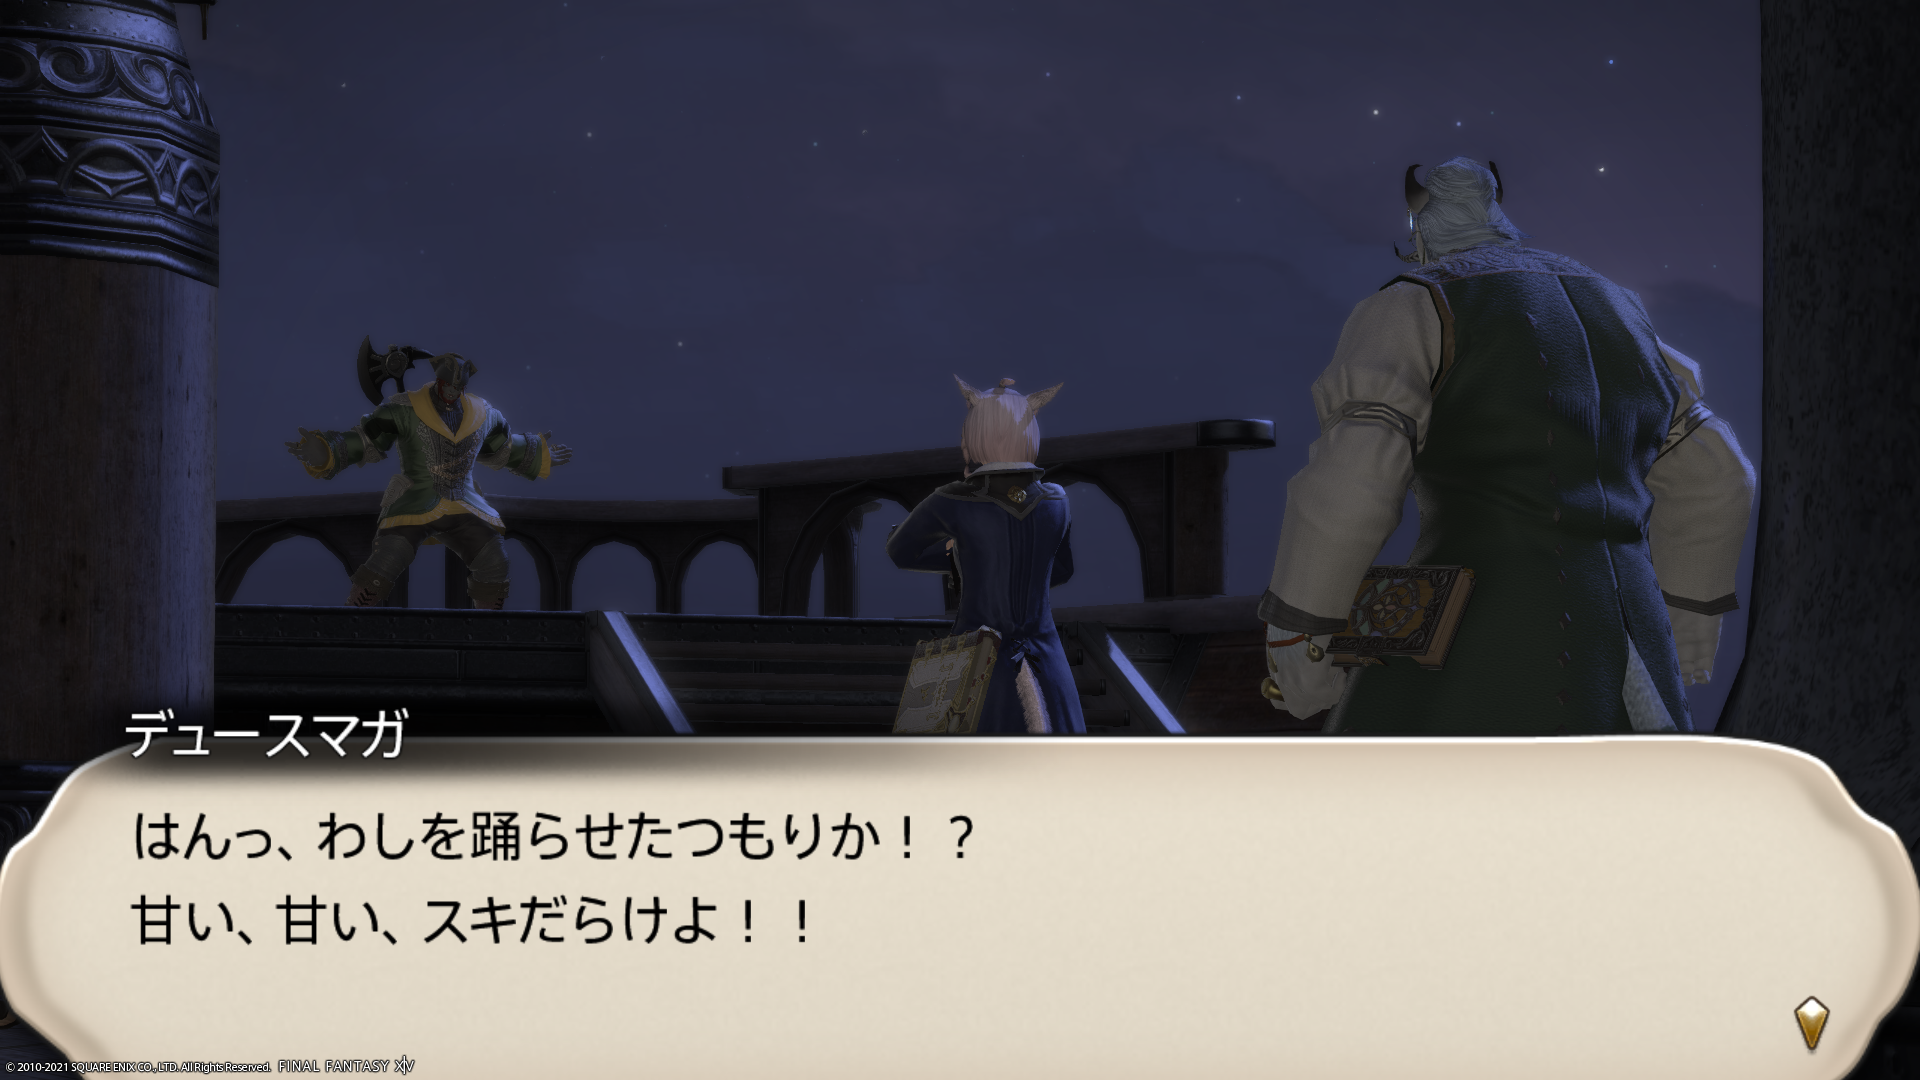 デュースマガ
はんっ、わしを踊らせたつもりか！？
甘い、甘い、スキだらけよ！！
© 2010-2021 SQUARE ENIX CO., LTD. All Rights Reserved. FINAL FANTASY XIV